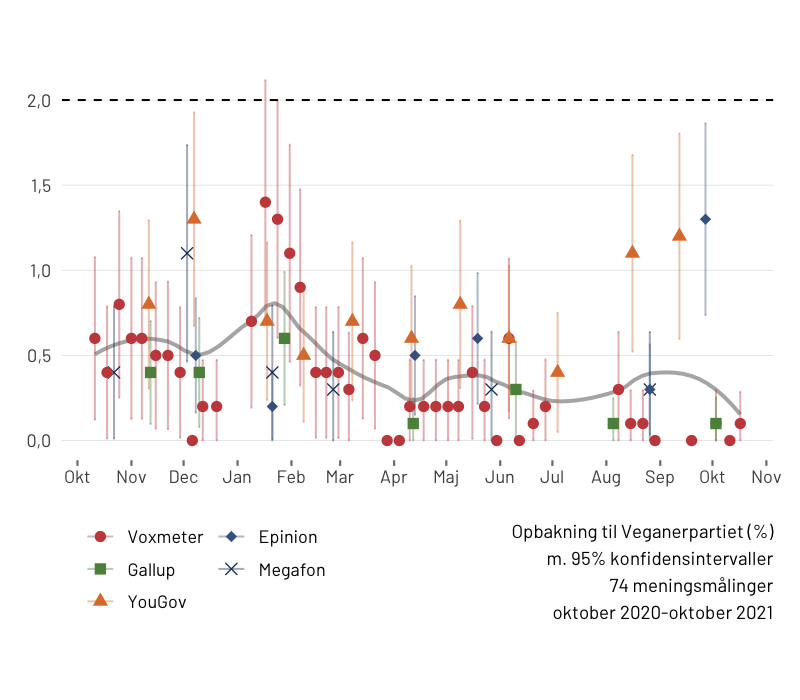 2,0
1,5
1,0
0,5
0,0
Okt Nov Dec Jan Feb Mar Apr Maj Jun Jul Aug Sep Okt Nov
Voxmeter Epinion
Gallup Megafon
YouGov
Opbakning til Veganerpartiet (%)
m. 95% konfidensintervaller
74 meningsmålinger
oktober 2020-oktober 2021